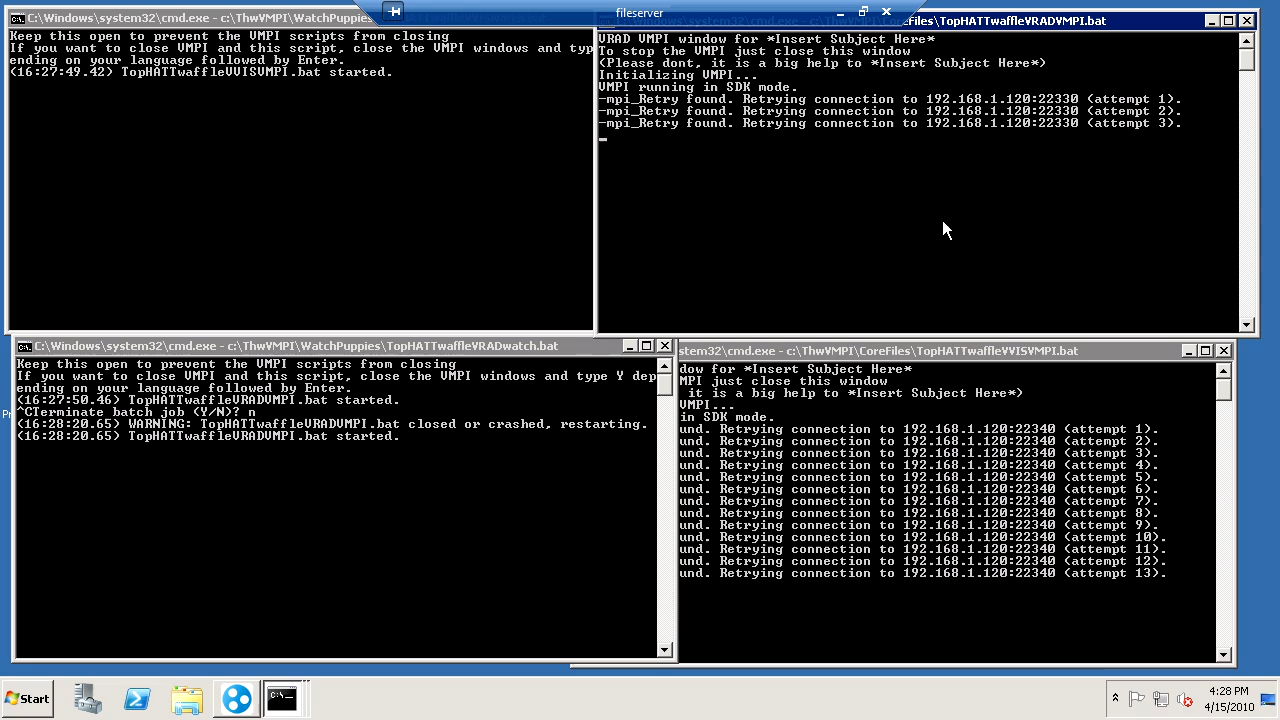 C:\Windows\system32\cmd.exe - c:\ThwVMPI\WatchPuppies
Keep this open to prevent the VMPI scripts from closing
If you want to close VMPI and this script, close the VMPI windows and typ
ending on your language followed by Enter.
(16:27:49.42) TopHATTwaffleVVISVMPI.bat started.
fileserver
Files\TopHATTwaffleVRADVMPI.bat
VRAD VMPI window for *Insert Subject Here*
To stop the VMPI just close this window
(Please dont, it is a big help to *Insert Subject Here*)
Initializing VMPI...
VMPI running in SDK mode.
-mpi_Retry found. Retrying connection to 192.168.1.120:22330 (attempt 1).
-mpi_Retry found. Retrying connection to 192.168.1.120:22330 (attempt 2).
-mpi_Retry found. Retrying connection to 192.168.1.120:22330 (attempt 3).
C:\Windows\system32\cmd.exe - c:\ThwVMPI\WatchPuppies\TopHATTwaffleVRADwatch.bat
Keep this open to prevent the VMPI scripts from closing
If you want to close VMPI and this script, close the VMPI windows and type Y dep
ending on your language followed by Enter.
(16:27:50.46) TopHATTwaffleVRADVMPI.bat started.
^CTerminate batch job (Y/N)? n
(16:28:20.65) WARNING: TopHATTwaffleVRADVMPI.bat closed or crashed, restarting.
(16:28:20.65) TopHATTwaffleVRADVMPI.bat started.
stem32\cmd.exe - c:\ThwVMPI\CoreFiles\TopHATTwaffleVVISVMPI.bat
dow for *Insert Subject Here*
MPI just close this window
it is a big help to *Insert Subject Here*)
VMPI...
in SDK mode.
und. Retrying connection to 192.168.1.120:22340 (attempt 1).
und. Retrying connection to 192.168.1.120:22340 (attempt 2).
und. Retrying connection to 192.168.1.120:22340 (attempt 3).
und. Retrying connection to 192.168.1.120:22340 (attempt 4).
und. Retrying connection to 192.168.1.120:22340 (attempt 5).
und. Retrying connection to 192.168.1.120:22340 (attempt 6).
und. Retrying connection to 192.168.1.120:22340 (attempt 7).
und. Retrying connection to 192.168.1.120:22340 (attempt 8).
und. Retrying connection to 192.168.1.120:22340 (attempt 9).
und. Retrying connection to 192.168.1.120:22340 (attempt 10).
und. Retrying connection to 192.168.1.120:22340 (attempt 11).
und. Retrying connection to 192.168.1.120:22340 (attempt 12).
und. Retrying connection to 192.168.1.120:22340 (attempt 13).
Start
4:28 PM
4/15/2010